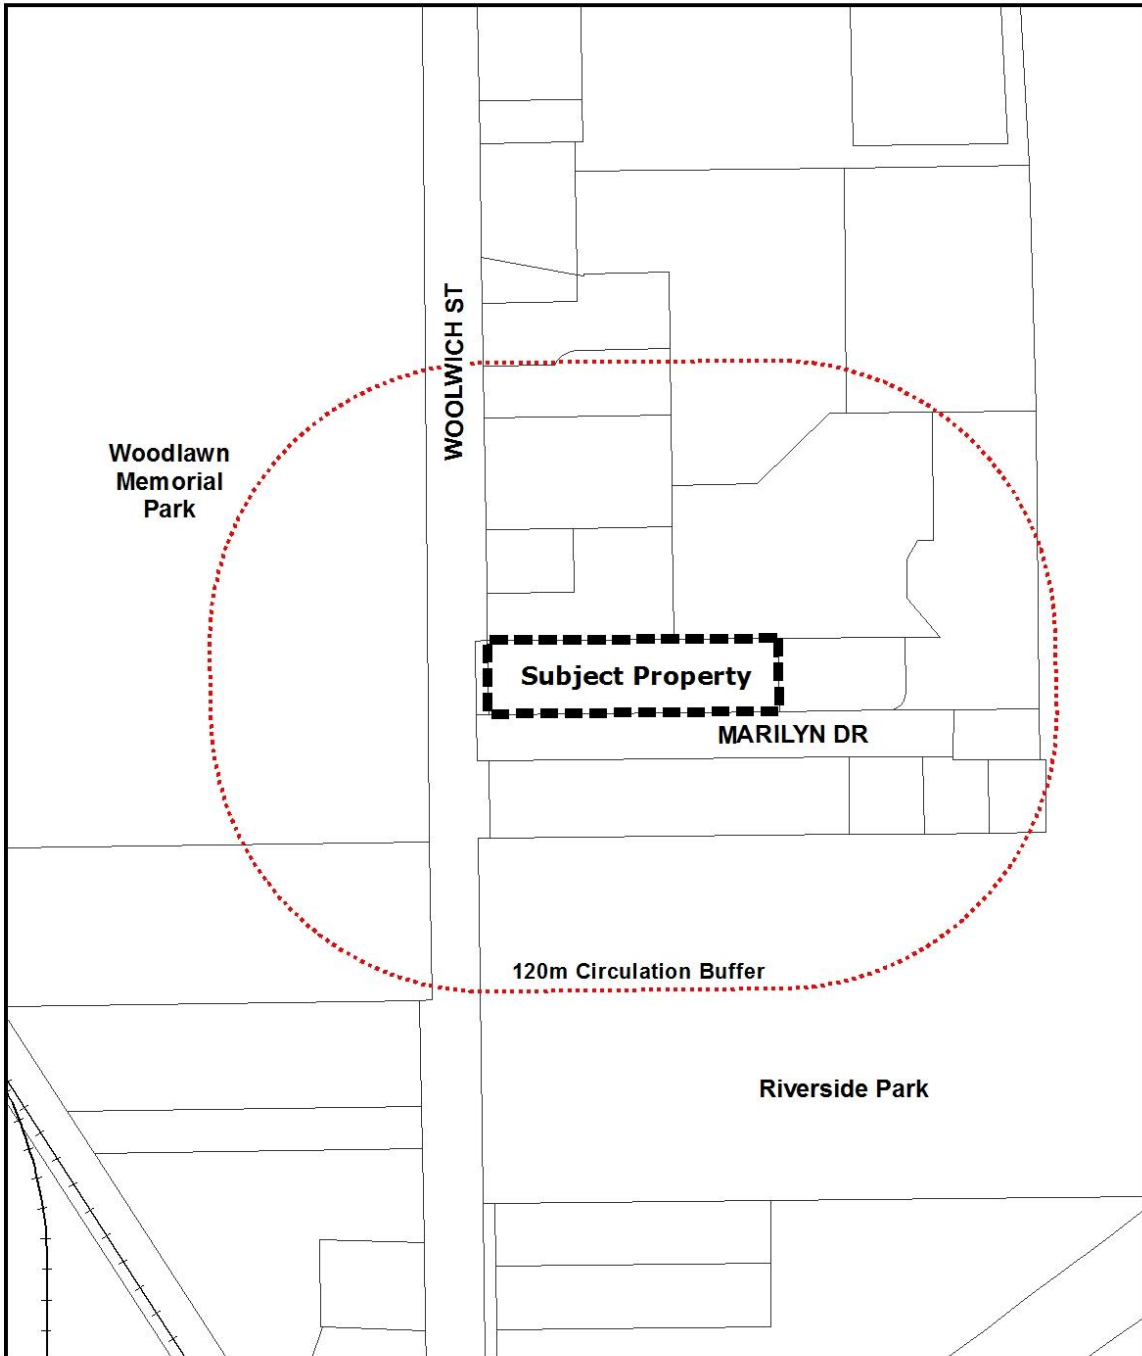 WOOLWICH ST
Woodlawn
Memorial
Park
Subject Property
MARILYN DR
120m Circulation Buffer
Riverside Park